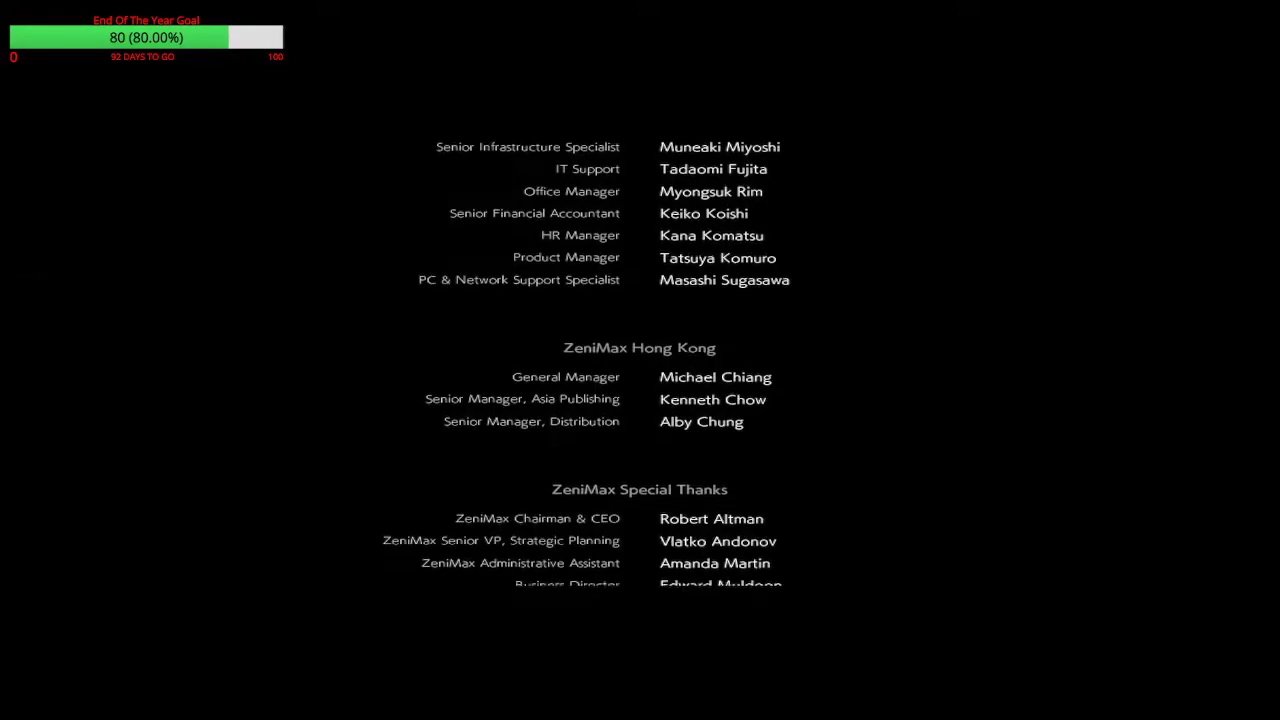 End Of The Year Goal
80 (80.00%)
0 92 DAYS TO GO 100
Senior Infrastructure Specialist Muneaki Miyoshi
IT Support Tadaomi Fujita
Office Manager Myongsuk Rim
Senior Financial Accountant Keiko Koishi
HR Manager Kana Komatsu
Product Manager Tatsuya Komuro
PC & Network Support Specialist Masashi Sugasawa
ZeniMax Hong Kong
General Manager Michael Chiang
Senior Manager, Asia Publishing Kenneth Chow
Senior Manager, Distribution Alby Chung
ZeniMax Special Thanks
ZeniMax Chairman & CEO Robert Altman
ZeniMax Senior VP, Strategic Planning Vlatko Andonov
ZeniMax Administrative Assistant Amanda Martin
Business Director Edward Muldoon